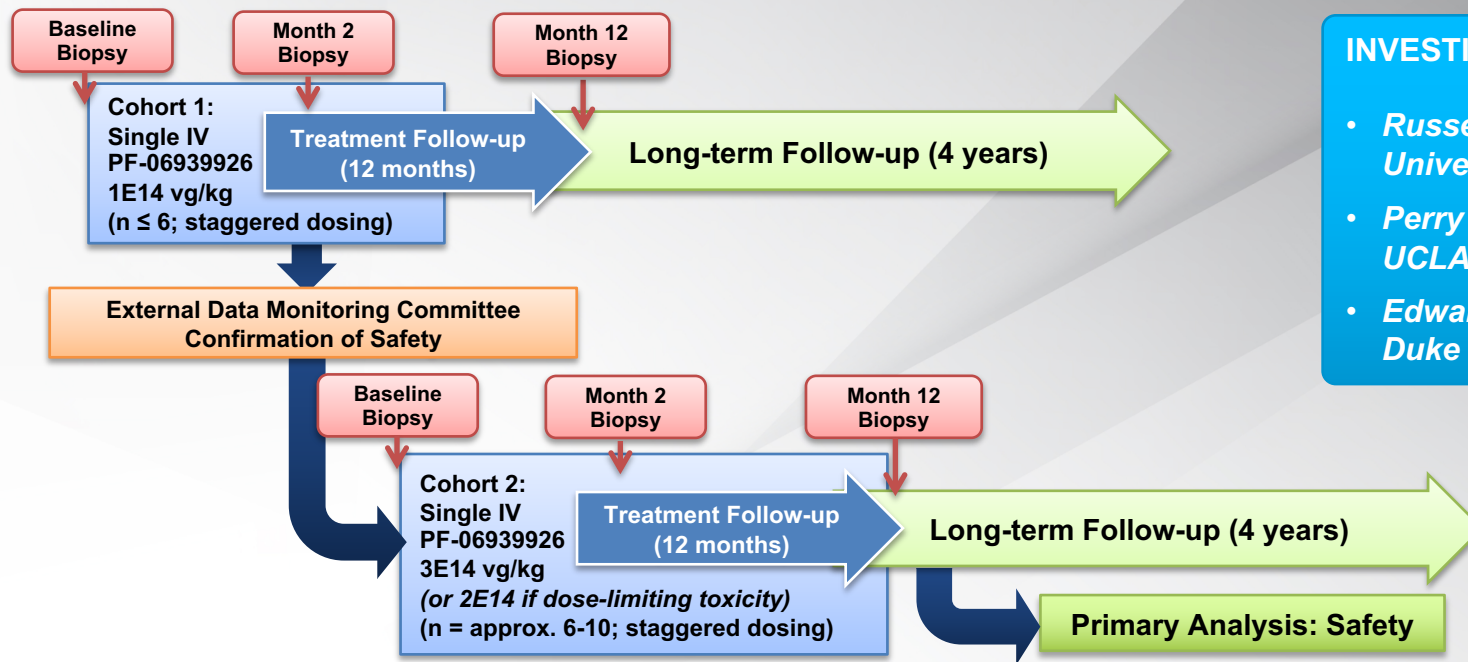 Baseline
Biopsy
Month 2
Biopsy
Month 12
Biopsy
Cohort 1:
Single IV
PF-06939926
1E14 vg/kg
(n ≤ 6; staggered dosing)
Treatment Follow-up
(12 months)
Long-term Follow-up (4 years)
External Data Monitoring Committee
Confirmation of Safety
Baseline
Biopsy
Month 2
Biopsy
Month 12
Biopsy
Cohort 2:
Single IV
PF-06939926
3E14 vg/kg
(or 2E14 if dose-limiting toxicity)
(n = approx. 6-10; staggered dosing)
Treatment Follow-up
(12 months)
Long-term Follow-up (4 years)
Primary Analysis: Safety
• Perry
UCLA
Duke